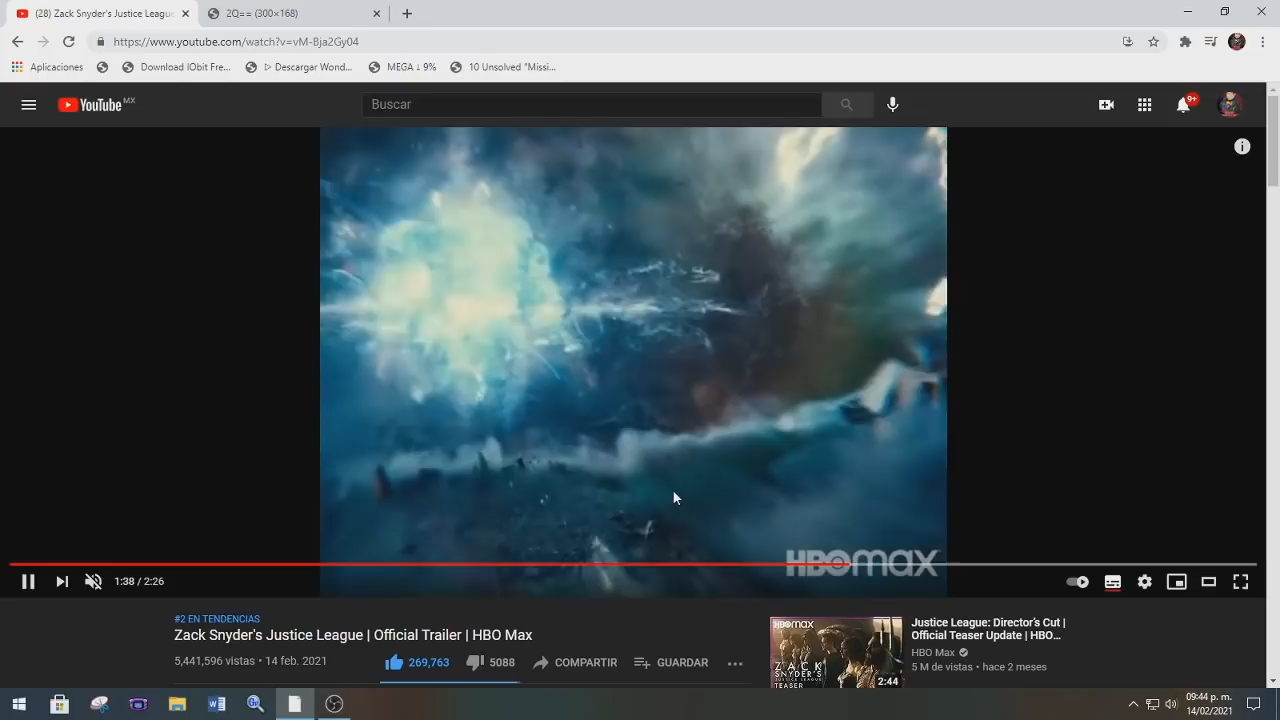 (28) Zack Snyder's Justice Leagu
2Q== (300×168)
https://www.youtube.com/watch?v=vM-Bja2Gy04
Aplicaciones
Download IObit Fre...
▷ Descargar Wond...
MEGA ↓ 9%
10 Unsolved "Missi...
YouTube MX
Buscar
9+
HBOmax
1:38 / 2:26
#2 EN TENDENCIAS
Zack Snyder's Justice League | Official Trailer | HBO Max
5,441,596 vistas • 14 feb. 2021
269,763
5088
COMPARTIR
GUARDAR
HBOmax
ZACK
SNYDER'S
JUSTICE LEAGUE
TEASER
2:44
Justice League: Director's Cut |
Official Teaser Update | HBO...
HBO Max
5 M de vistas • hace 2 meses
09:44 p. m.
14/02/2021